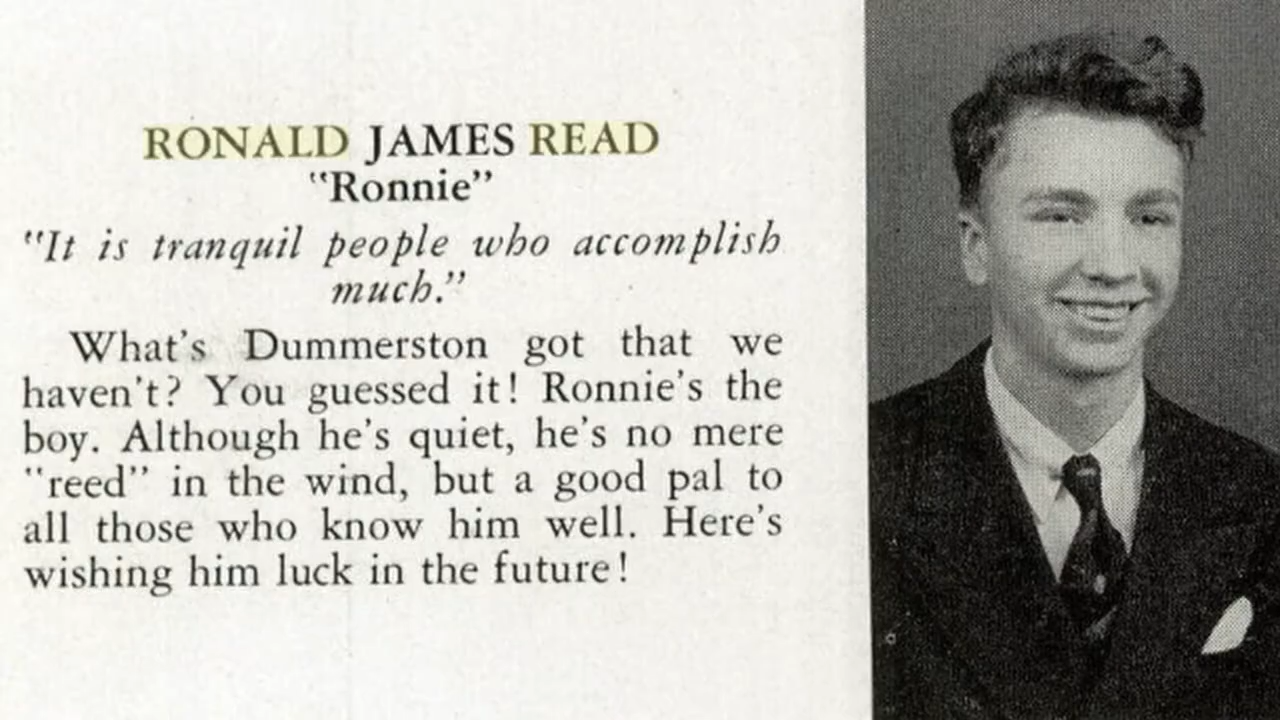 RONALD JAMES READ
"Ronnie"
"It is tranquil people who accomplish
much."
What's Dummerston got that we
haven't? You guessed it! Ronnie's the
boy. Although he's quiet, he's no mere
"reed" in the wind, but a good pal to
all those who know him well. Here's
wishing him luck in the future!